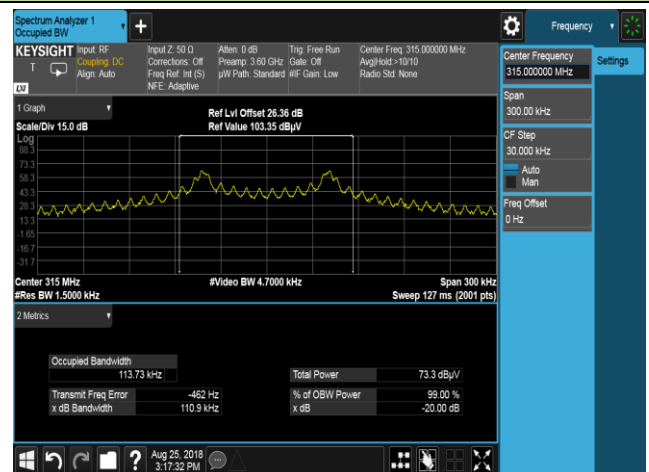 Spectrum Analyzer 1
Occupied BW
+
Frequency
KEYSIGHT
Input: RF
Coupling: DC
Align: Auto
Input Z: 50 Ω
Corrections: Off
Freq Ref: Int (S)
NFE: Adaptive
Atten: 0 dB
Preamp: 3.60 GHz
µW Path: Standard
Trig: Free Run
Gate: Off
#IF Gain: Low
Center Freq: 315.000000 MHz
Avg|Hold:>10/10
Radio Std: None
T
LXI
Center Frequency
315.000000 MHz
Settings
Span
300.00 kHz
CF Step
30.000 kHz
Auto
Man
Freq Offset
0 Hz
1 Graph
Scale/Div 15.0 dB
Ref Lvl Offset 26.36 dB
Ref Value 103.35 dBµV
Log
88.3
73.3
58.3
43.3
28.3
13.3
-1.65
-16.7
-31.7
Center 315 MHz
#Res BW 1.5000 kHz
#Video BW 4.7000 kHz
Span 300 kHz
Sweep 127 ms (2001 pts)
2 Metrics
Occupied Bandwidth
113.73 kHz
Total Power 73.3 dBµV
Transmit Freq Error -462 Hz
% of OBW Power 99.00 %
x dB Bandwidth 110.9 kHz
x dB -20.00 dB
?
Aug 25, 2018
3:17:32 PM